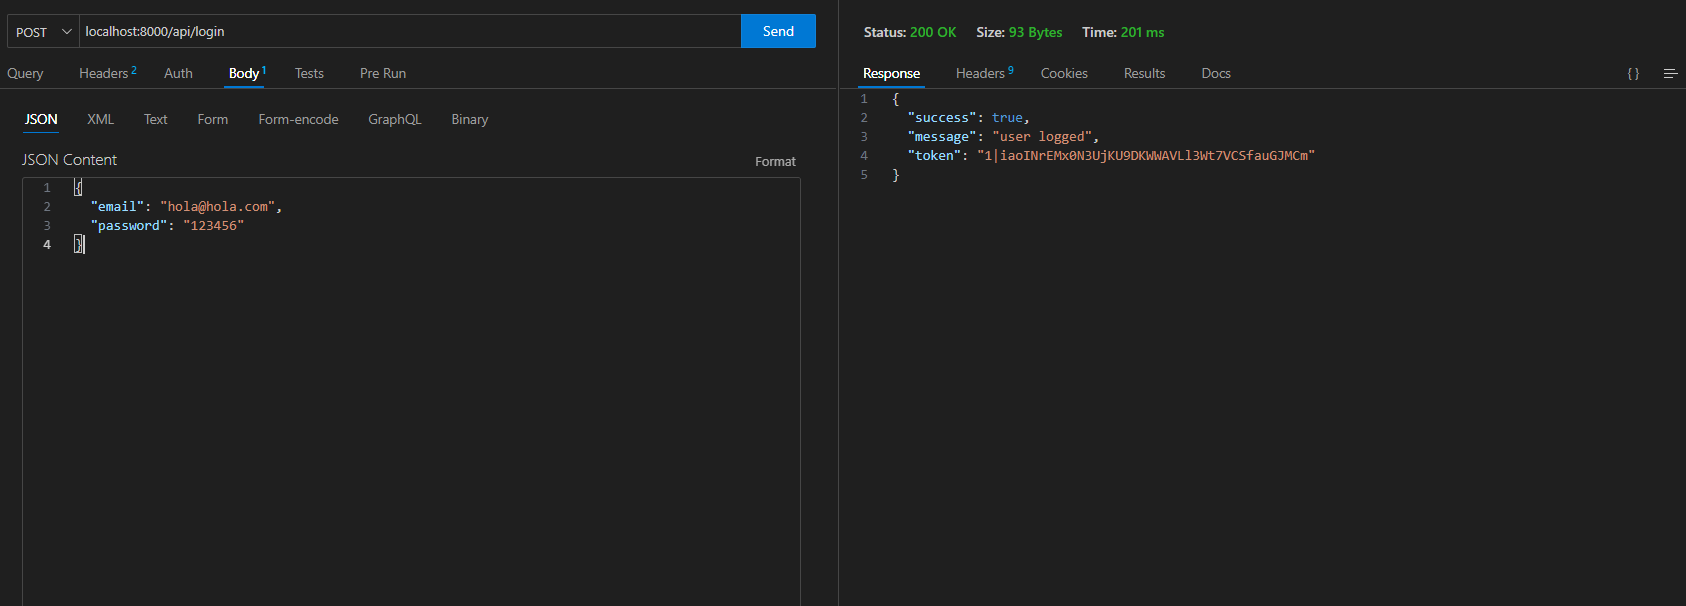 POST localhost:8000/api/login Send
Query Headers 2 Auth Body 1 Tests Pre Run
JSON XML Text Form Form-encode GraphQL Binary
JSON Content Format
1 {
2 "email": "hola@hola.com",
3 "password": "123456"
4 }
Status: 200 OK Size: 93 Bytes Time: 201 ms
Response Headers 9 Cookies Results Docs {}
1 {
2 "success": true,
3 "message": "user logged",
4 "token": "1|iaoINrEMx0N3UjKU9DKWWAVLl3Wt7VCSfauGJMCm"
5 }